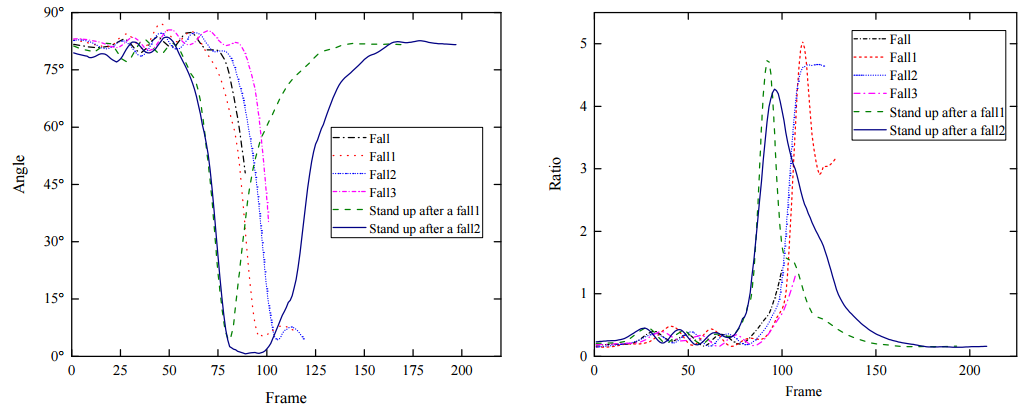 90°
75°
60°
45°
30°
15°
0°
Angle
0
25
50
75
100
125
150
175
200
Frame
Fall
Fall1
Fall2
Fall3
Stand up after a fall1
Stand up after a fall2
5
4
3
2
1
0
Ratio
0
50
100
150
200
Frame
Fall
Fall1
Fall2
Fall3
Stand up after a fall1
Stand up after a fall2